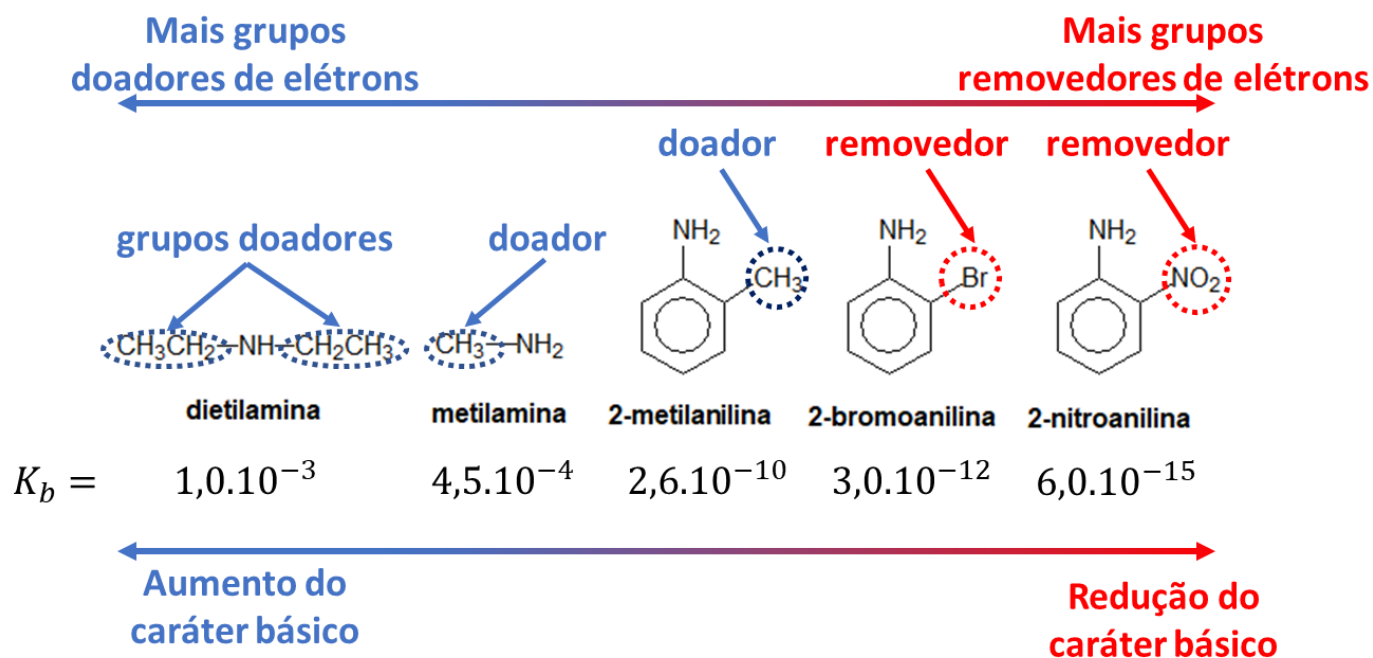 Mais grupos
doadores de elétrons
Mais grupos
removedores de elétrons
doador
removedor
removedor
grupos doadores
doador
NH₂
CH₃
NH₂
Br
NH₂
NO₂
CH₃CH₂—NH—CH₂CH₃
CH₃—NH₂
dietilamina
metilamina
2-metilanilina
2-bromoanilina
2-nitroanilina
K_b = 1,0.10⁻³ 4,5.10⁻⁴ 2,6.10⁻¹⁰ 3,0.10⁻¹² 6,0.10⁻¹⁵
Aumento do
caráter básico
Redução do
caráter básico